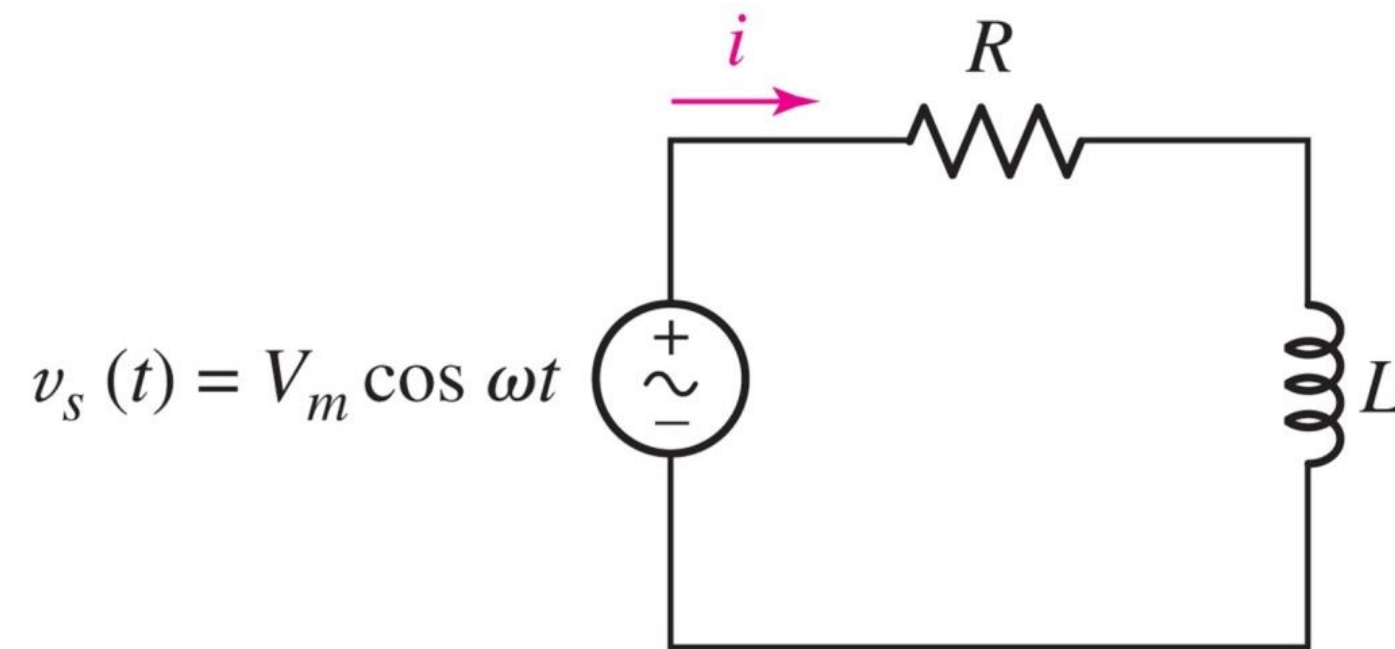 i
R
+
v_s (t) = V_m cos ωt
L
−